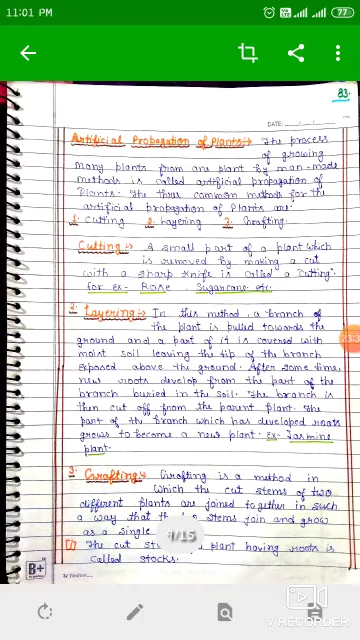 11:01 PM
77
83.
DATE: / /
Artificial Propagation of Plants:- The process
of growing
many plants from one plant by man-made
methods is called artificial propagation of
Plants. The three common methods for the
artificial propagation of Plants are:
1. Cutting 2. Layering 3. Grafting.
Cutting:- A small part of a plant which
is removed by making a cut
with a sharp knife is called a 'cutting'.
for ex- Rose, Sugarcane etc.
2. Layering:- In this method, a branch of
the plant is pulled towards the
ground and a part of it is covered with
moist soil leaving the tip of the branch
exposed above the ground. After some time,
new roots develop from the part of the
branch buried in the soil. The branch is
then cut off from the parent plant. The
part of the branch which has developed roots
grows to become a new plant. Ex- Jasmine
plant.
3. Grafting:- Grafting is a method in
which the cut stems of two
different plants are joined together in such
a way that the stems join and grow
as a single
The cut plant having roots is
called stocks.
9/15
B+
V.RECORDER